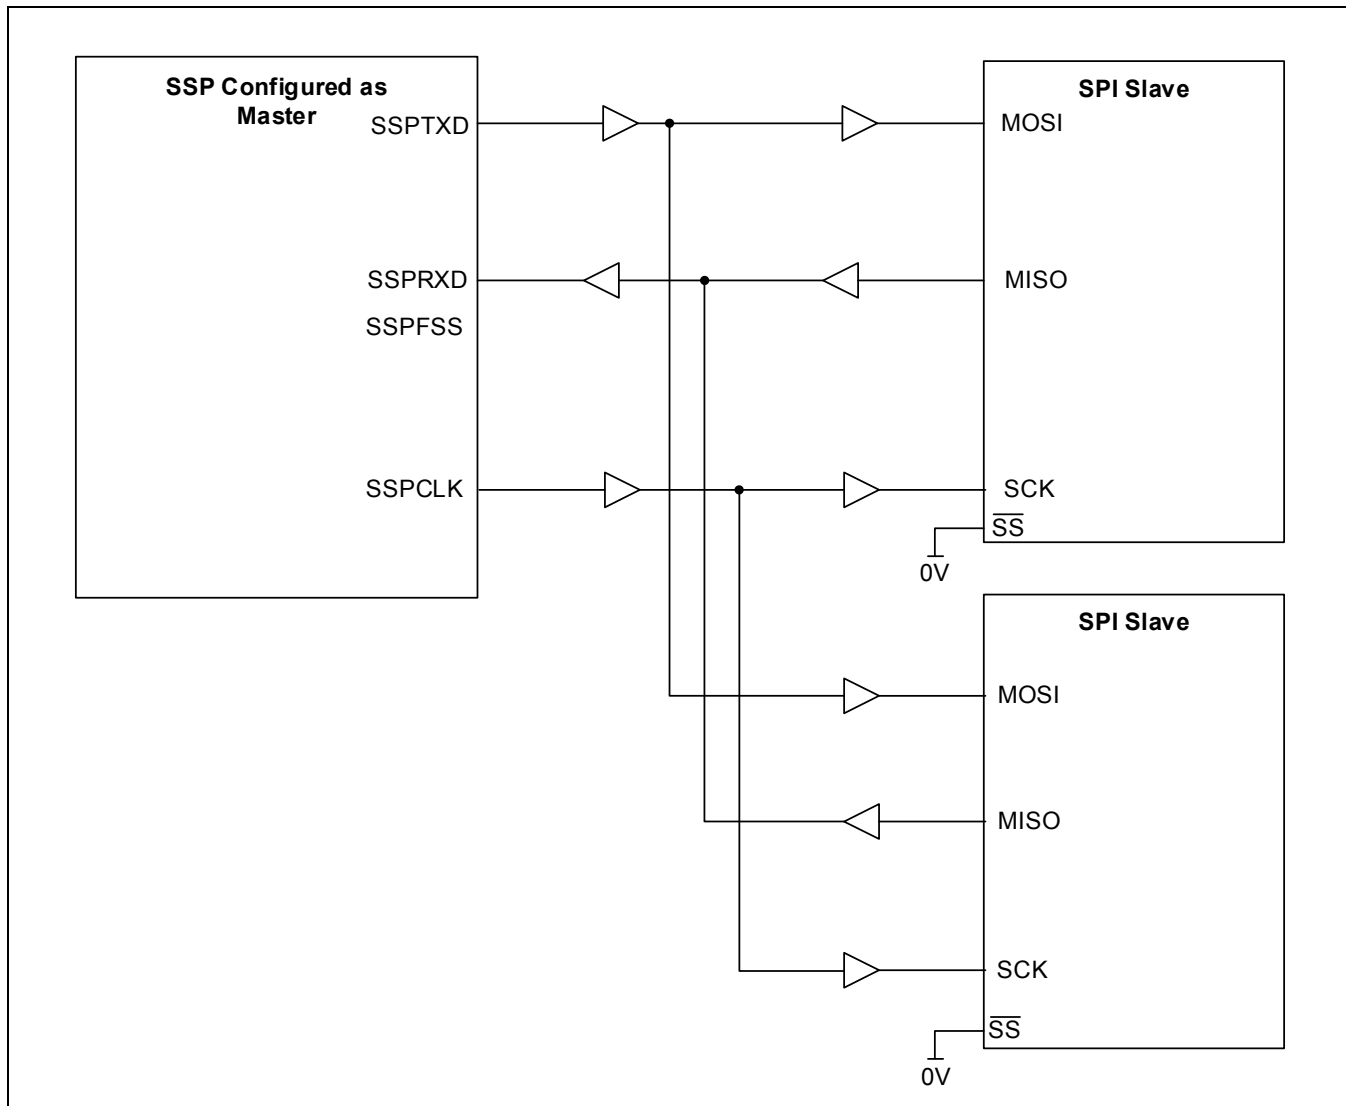 SSP Configured as
Master
SSPTXD
SSPRXD
SSPFSS
SSPCLK
SPI Slave
MOSI
MISO
SCK
SS
0V
SPI Slave
MOSI
MISO
SCK
SS
0V